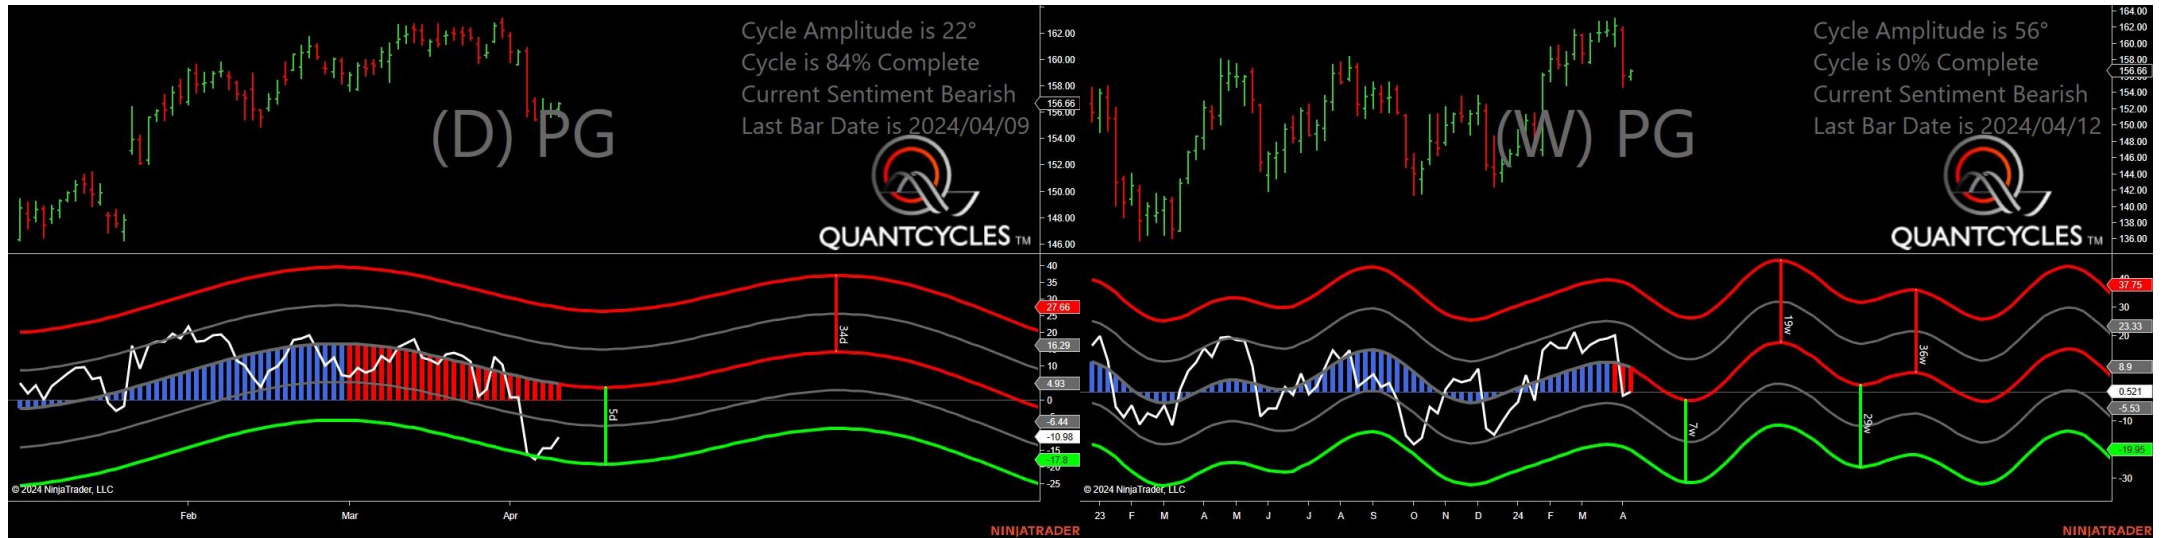 Cycle Amplitude is 22°
Cycle is 84% Complete
Current Sentiment Bearish
Last Bar Date is 2024/04/09
(D) PG
QUANTCYCLES TM
162.00
160.00
158.00
156.66
156.00
154.00
152.00
150.00
148.00
146.00
40
35
30
27.66
25
20
16.29
10
4.93
0
-6.44
-10.98
-15
-17.8
-20
-25
34d
5d
© 2024 NinjaTrader, LLC
Feb Mar Apr
NINJATRADER
Cycle Amplitude is 56°
Cycle is 0% Complete
Current Sentiment Bearish
Last Bar Date is 2024/04/12
(W) PG
QUANTCYCLES TM
164.00
162.00
160.00
158.00
156.66
154.00
152.00
150.00
148.00
146.00
144.00
142.00
140.00
138.00
136.00
40
37.75
30
23.33
20
8.9
0.521
-5.53
-10
-19.95
-30
19w
36w
7w
29w
© 2024 NinjaTrader, LLC
23 F M A M J J A S O N D 24 F M A
NINJATRADER